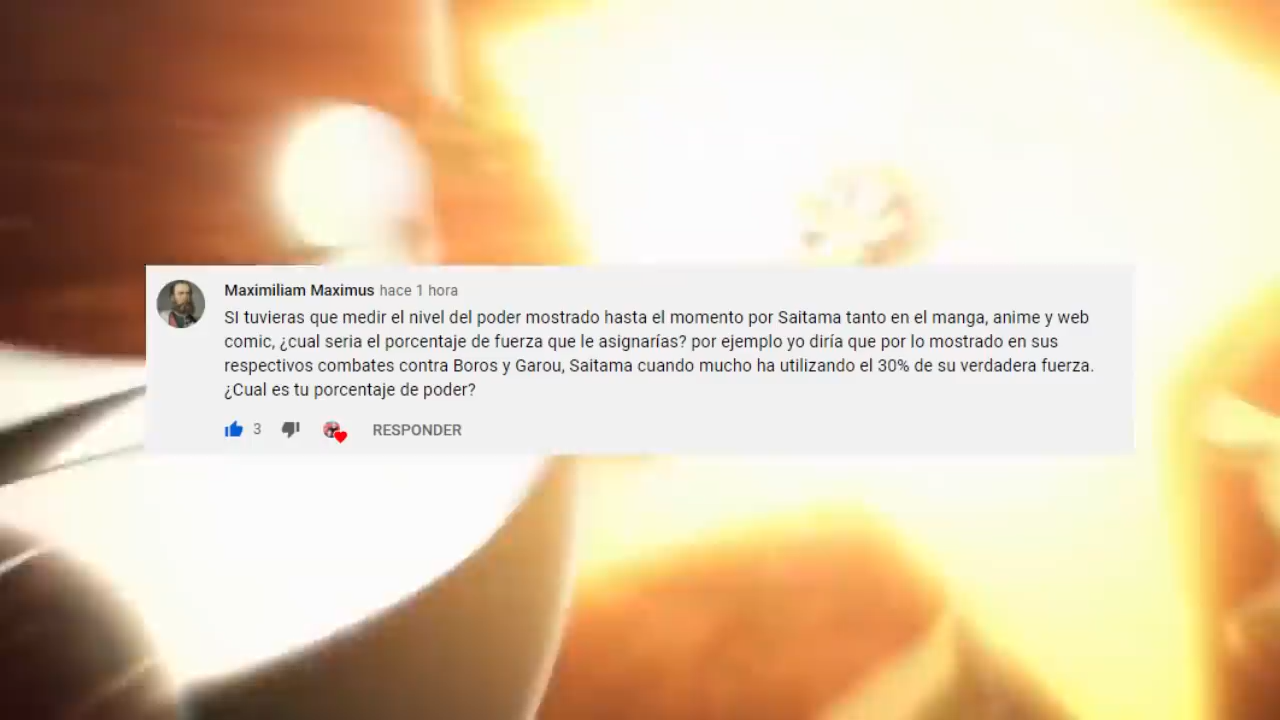 Maximiliam Maximus hace 1 hora
SI tuvieras que medir el nivel del poder mostrado hasta el momento por Saitama tanto en el manga, anime y web
comic, ¿cual seria el porcentaje de fuerza que le asignarías? por ejemplo yo diría que por lo mostrado en sus
respectivos combates contra Boros y Garou, Saitama cuando mucho ha utilizando el 30% de su verdadera fuerza.
¿Cual es tu porcentaje de poder?
3 RESPONDER